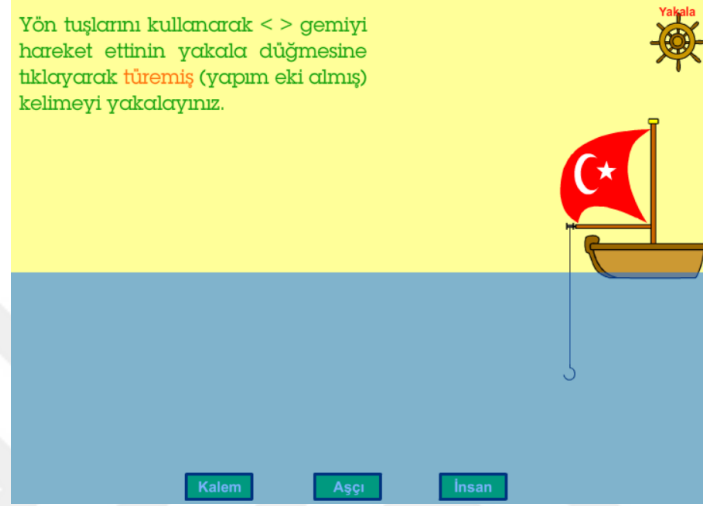 Yön tuşlarını kullanarak < > gemiyi
hareket ettinin yakala düğmesine
tıklayarak türemiş (yapım eki almış)
kelimeyi yakalayınız.
Yakala
Kalem
Aşçı
İnsan